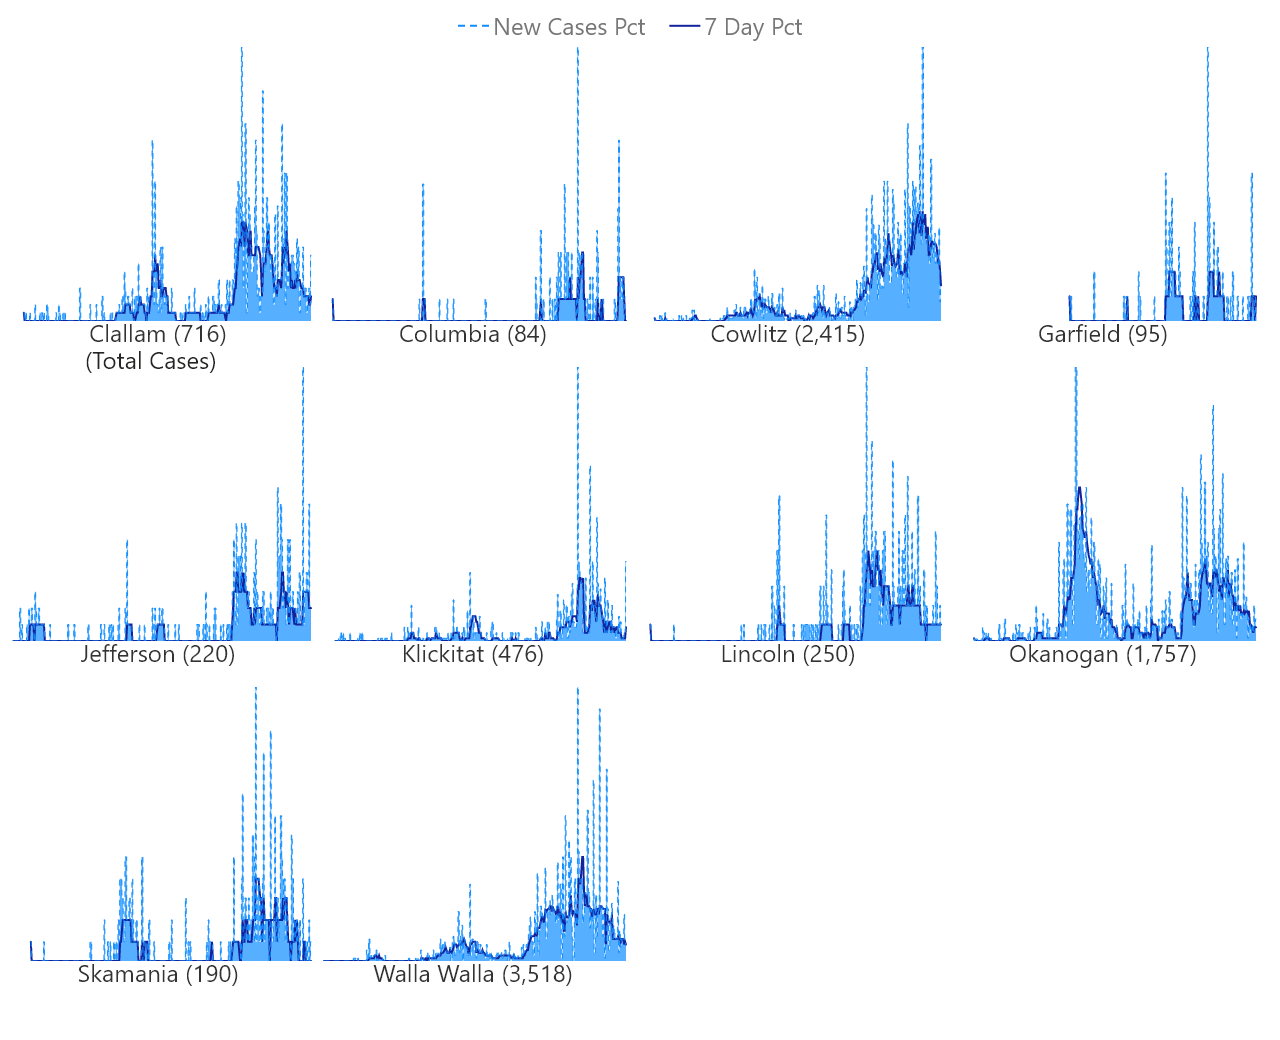 New Cases Pct 7 Day Pct
Clallam (716) Columbia (84) Cowlitz (2,415) Garfield (95)
(Total Cases)
Jefferson (220) Klickitat (476) Lincoln (250) Okanogan (1,757)
Skamania (190) Walla Walla (3,518)